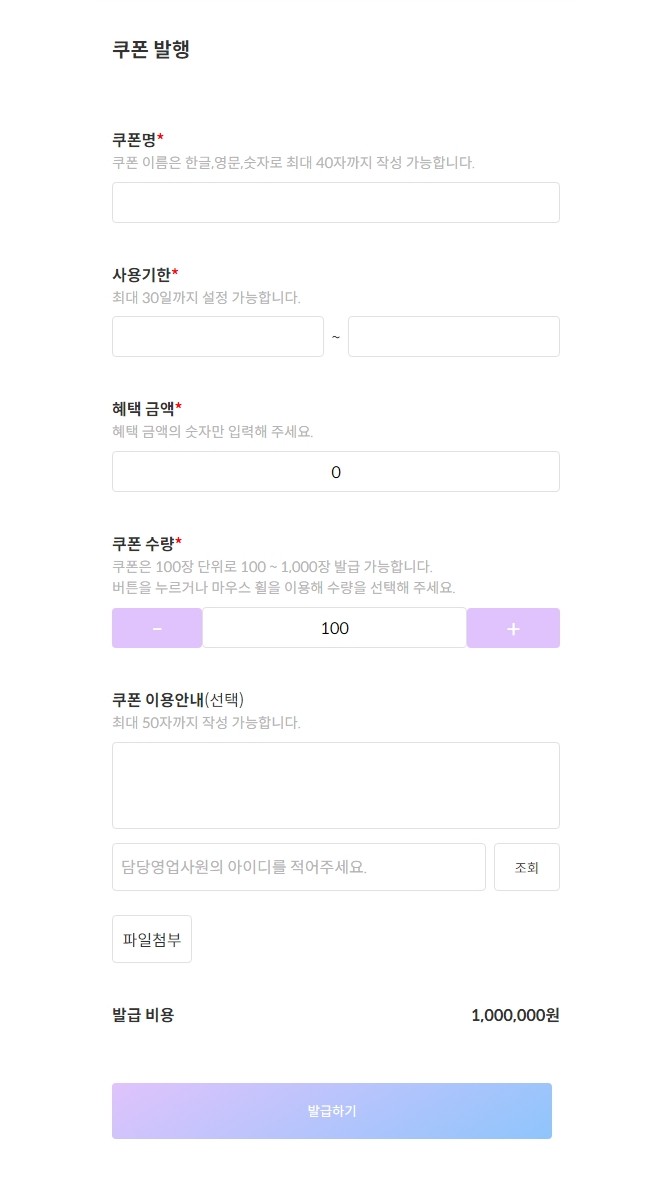 쿠폰 발행
쿠폰명*
쿠폰 이름은 한글,영문,숫자로 최대 40자까지 작성 가능합니다.
사용기한*
최대 30일까지 설정 가능합니다.
~
혜택 금액*
혜택 금액의 숫자만 입력해 주세요.
0
쿠폰 수량*
쿠폰은 100장 단위로 100 ~ 1,000장 발급 가능합니다.
버튼을 누르거나 마우스 휠을 이용해 수량을 선택해 주세요.
- 100 +
쿠폰 이용안내(선택)
최대 50자까지 작성 가능합니다.
담당영업사원의 아이디를 적어주세요. 조회
파일첨부
발급 비용 1,000,000원
발급하기